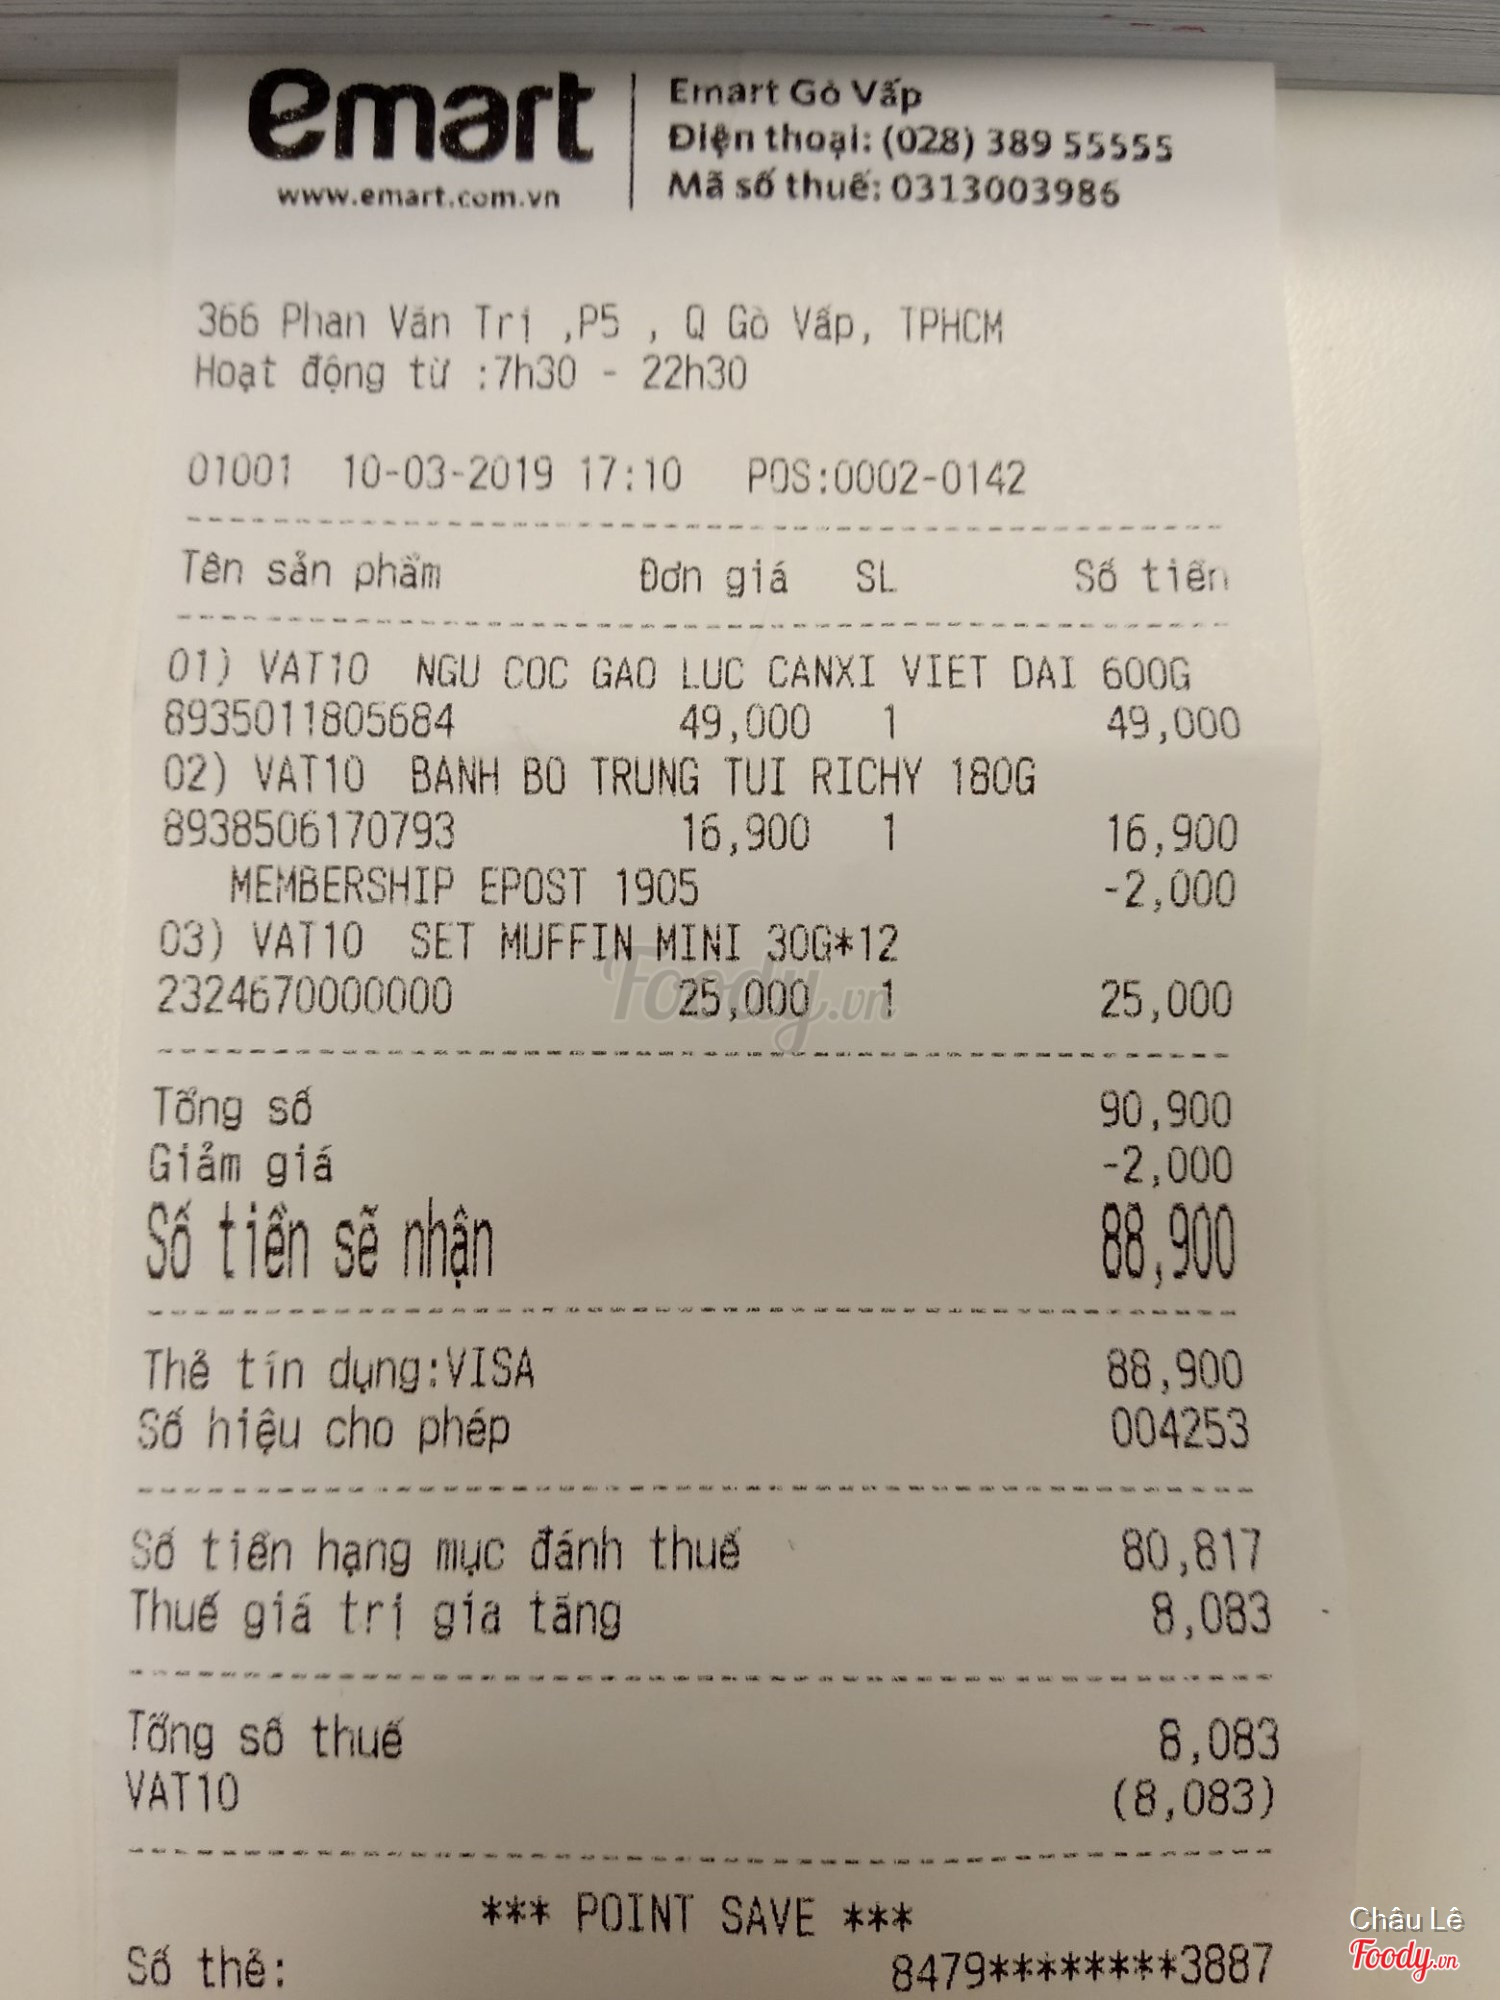 emart
www.emart.com.vn
Emart Gò Vấp
Điện thoại: (028) 389 55555
Mã số thuế: 0313003986
366 Phan Văn Trị ,P5 , Q Gò Vấp, TPHCM
Hoạt động từ :7h30 - 22h30
01001 10-03-2019 17:10 POS:0002-0142
Tên sản phẩm Đơn giá SL Số tiền
01) VAT10 NGU COC GAO LUC CANXI VIET DAI 600G
8935011805684 49,000 1 49,000
02) VAT10 BANH BO TRUNG TUI RICHY 180G
8938506170793 16,900 1 16,900
MEMBERSHIP EPOST 1905 -2,000
03) VAT10 SET MUFFIN MINI 30G*12
2324670000000 25,000 1 25,000
Foody.vn
Tổng số 90,900
Giảm giá -2,000
Số tiền sẽ nhận 88,900
Thẻ tín dụng:VISA 88,900
Số hiệu cho phép 004253
Số tiền hạng mục đánh thuế 80,817
Thuế giá trị gia tăng 8,083
Tổng số thuế 8,083
VAT10 (8,083)
*** POINT SAVE ***
Số thẻ: 8479********3887
Châu Lê
Foody.vn